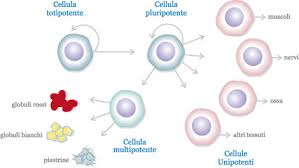 Cellula
totipotente
Cellula
pluripotente
muscoli
nervi
ossa
altri tessuti
globuli rossi
globuli bianchi
piastrine
Cellula
multipotente
Cellule
Unipotenti